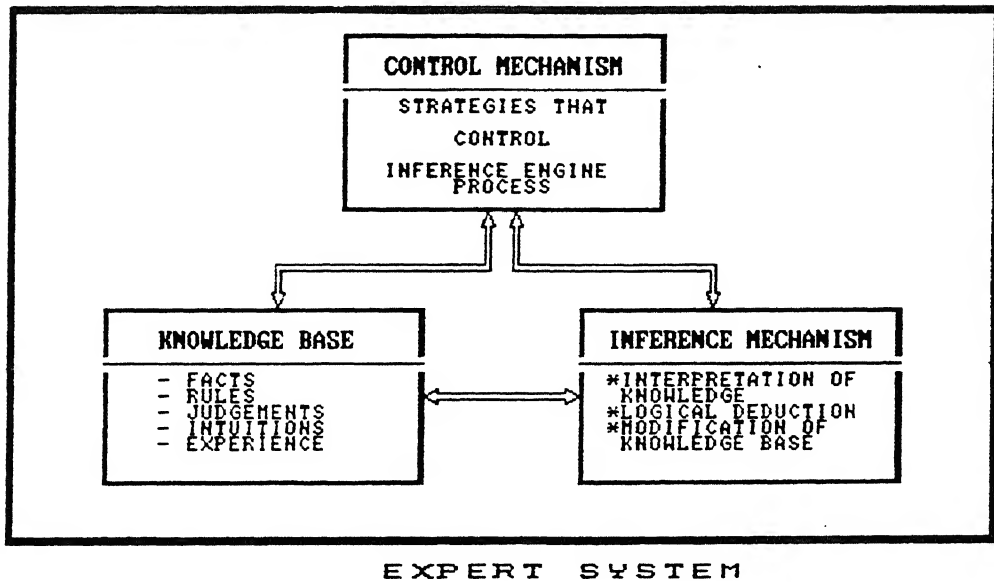 CONTROL MECHANISM
STRATEGIES THAT
CONTROL
INFERENCE ENGINE
PROCESS
KNOWLEDGE BASE
- FACTS
- RULES
- JUDGEMENTS
- INTUITIONS
- EXPERIENCE
INFERENCE MECHANISM
*INTERPRETATION OF
KNOWLEDGE
*LOGICAL DEDUCTION
*MODIFICATION OF
KNOWLEDGE BASE
EXPERT SYSTEM